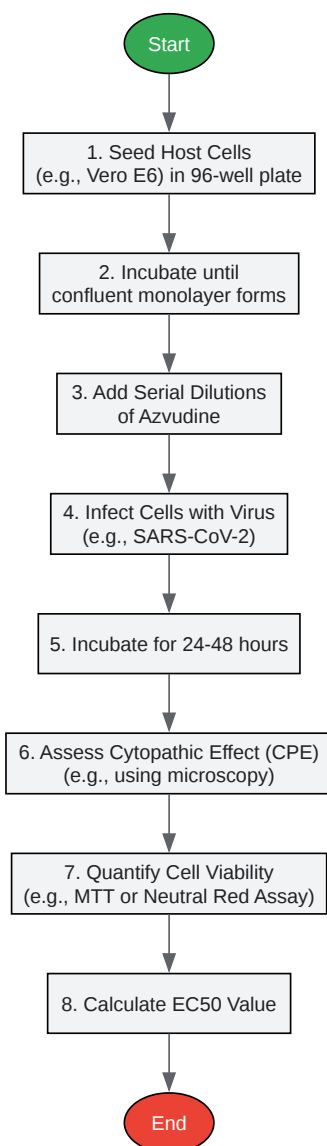 Start
1. Seed Host Cells
(e.g., Vero E6) in 96-well plate
2. Incubate until
confluent monolayer forms
3. Add Serial Dilutions
of Azvudine
4. Infect Cells with Virus
(e.g., SARS-CoV-2)
5. Incubate for 24-48 hours
6. Assess Cytopathic Effect (CPE)
(e.g., using microscopy)
7. Quantify Cell Viability
(e.g., MTT or Neutral Red Assay)
8. Calculate EC50 Value
End